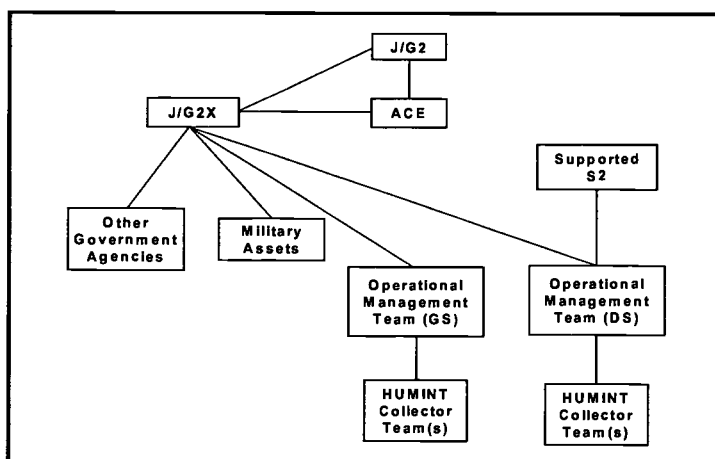 J/G2
J/G2X
ACE
Supported
S2
Other
Government
Agencies
Military
Assets
Operational
Management
Team (GS)
Operational
Management
Team (DS)
HUMINT
Collector
Team(s)
HUMINT
Collector
Team(s)